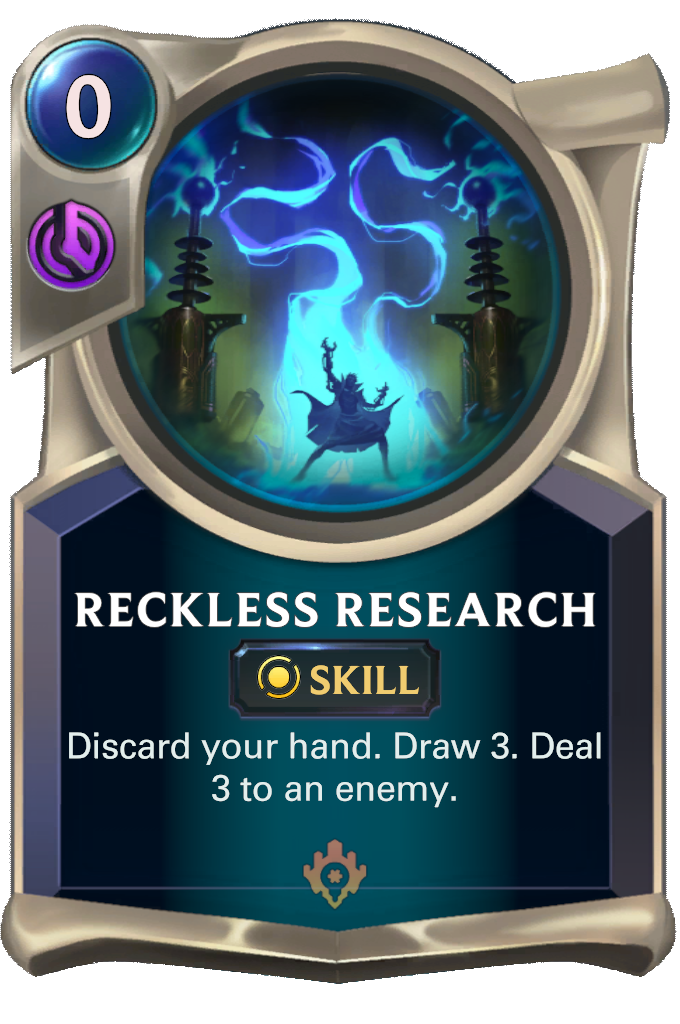 0
RECKLESS RESEARCH
SKILL
Discard your hand. Draw 3. Deal
3 to an enemy.